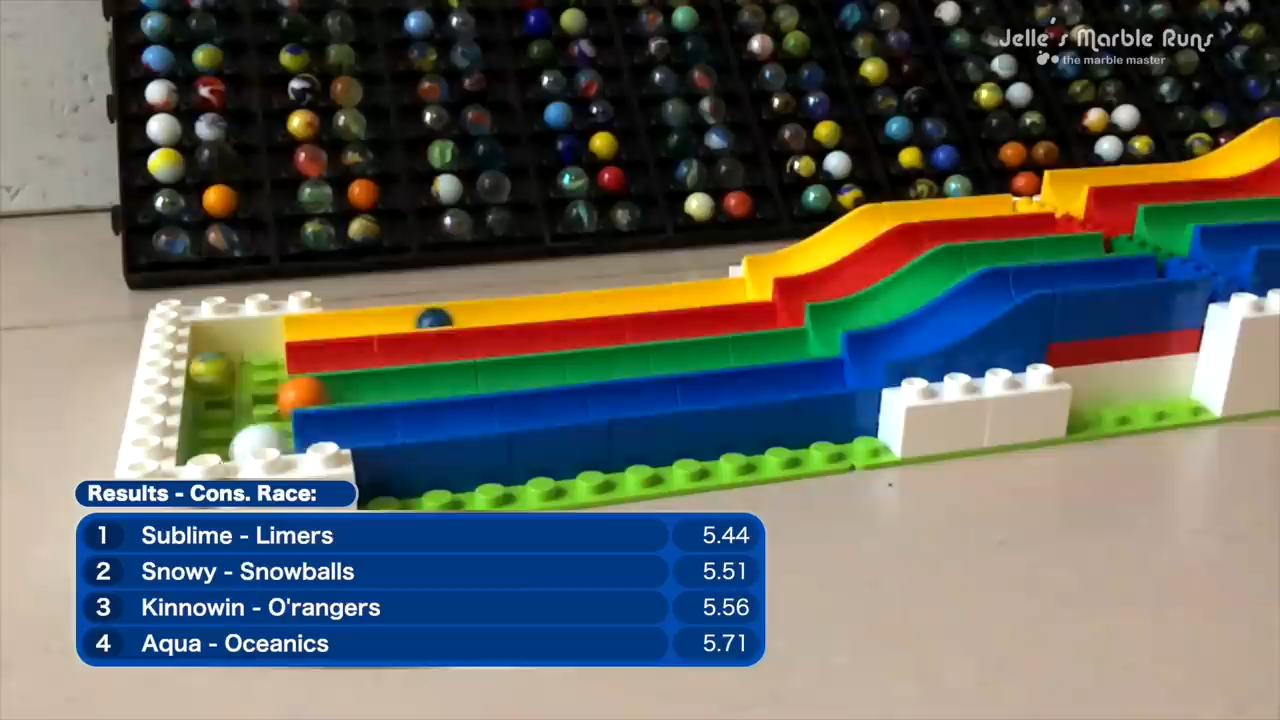 Jelle's Marble Runs
the marble master
Results - Cons. Race:
1 Sublime - Limers 5.44
2 Snowy - Snowballs 5.51
3 Kinnowin - O'rangers 5.56
4 Aqua - Oceanics 5.71